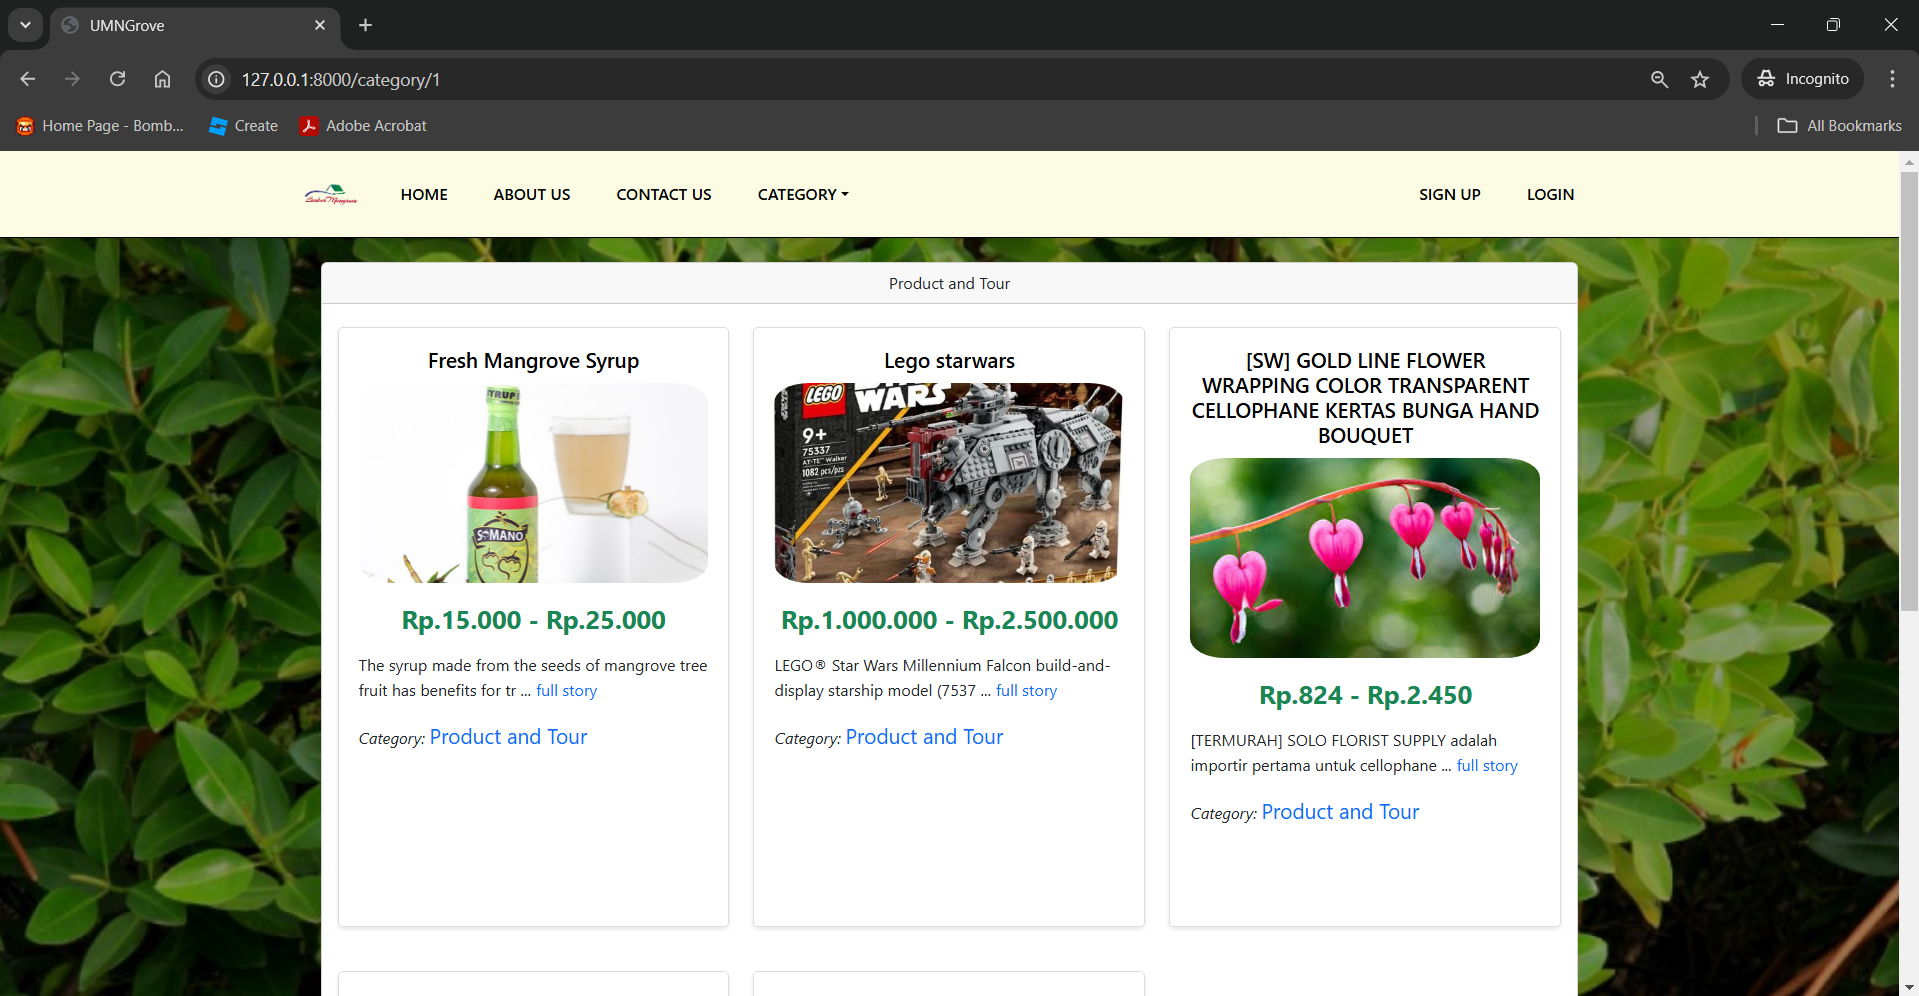 UMNGrove
127.0.0.1:8000/category/1
Incognito
Home Page - Bomb...
Create
Adobe Acrobat
All Bookmarks
HOME
ABOUT US
CONTACT US
CATEGORY
SIGN UP
LOGIN
Product and Tour
Fresh Mangrove Syrup
SYRUP
Rp.15.000 - Rp.25.000
The syrup made from the seeds of mangrove tree
fruit has benefits for tr ... full story
Category: Product and Tour
Lego starwars
LEGO
WARS
9+
75337
AT-TE™ Walker
1082 pcs/pzs
Rp.1.000.000 - Rp.2.500.000
LEGO® Star Wars Millennium Falcon build-and-
display starship model (7537 ... full story
Category: Product and Tour
[SW] GOLD LINE FLOWER
WRAPPING COLOR TRANSPARENT
CELLOPHANE KERTAS BUNGA HAND
BOUQUET
Rp.824 - Rp.2.450
[TERMURAH] SOLO FLORIST SUPPLY adalah
importir pertama untuk cellophane ... full story
Category: Product and Tour